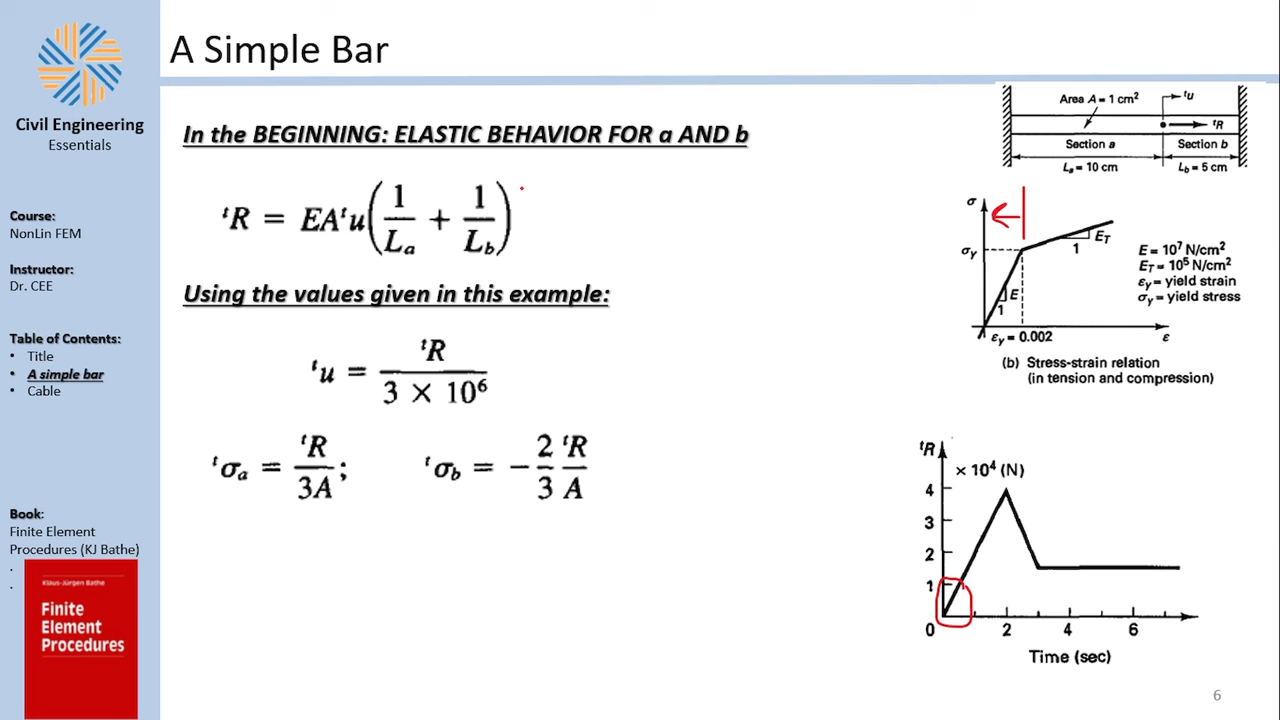 A Simple Bar
Civil Engineering
Essentials
Course:
NonLin FEM
Instructor:
Dr. CEE
Table of Contents:
• Title
• A simple bar
• Cable
Book:
Finite Element
Procedures (KJ Bathe)
.
.
Klaus-Jürgen Bathe
Finite
Element
Procedures
In the BEGINNING: ELASTIC BEHAVIOR FOR a AND b
ᵗR = EAᵗu(1/Lₐ + 1/L_b)
Using the values given in this example:
ᵗu = ᵗR / (3 × 10⁶)
ᵗσₐ = ᵗR/3A; ᵗσ_b = −2/3 ᵗR/A
Area A = 1 cm²
ᵗu
ᵗR
Section a Section b
Lₐ = 10 cm L_b = 5 cm
σ
σ_y
E_T
1
E
1
ε_y = 0.002
ε
E = 10⁷ N/cm²
E_T = 10⁵ N/cm²
ε_y = yield strain
σ_y = yield stress
(b) Stress-strain relation
(in tension and compression)
ᵗR
× 10⁴ (N)
4
3
2
1
0 2 4 6
Time (sec)
6